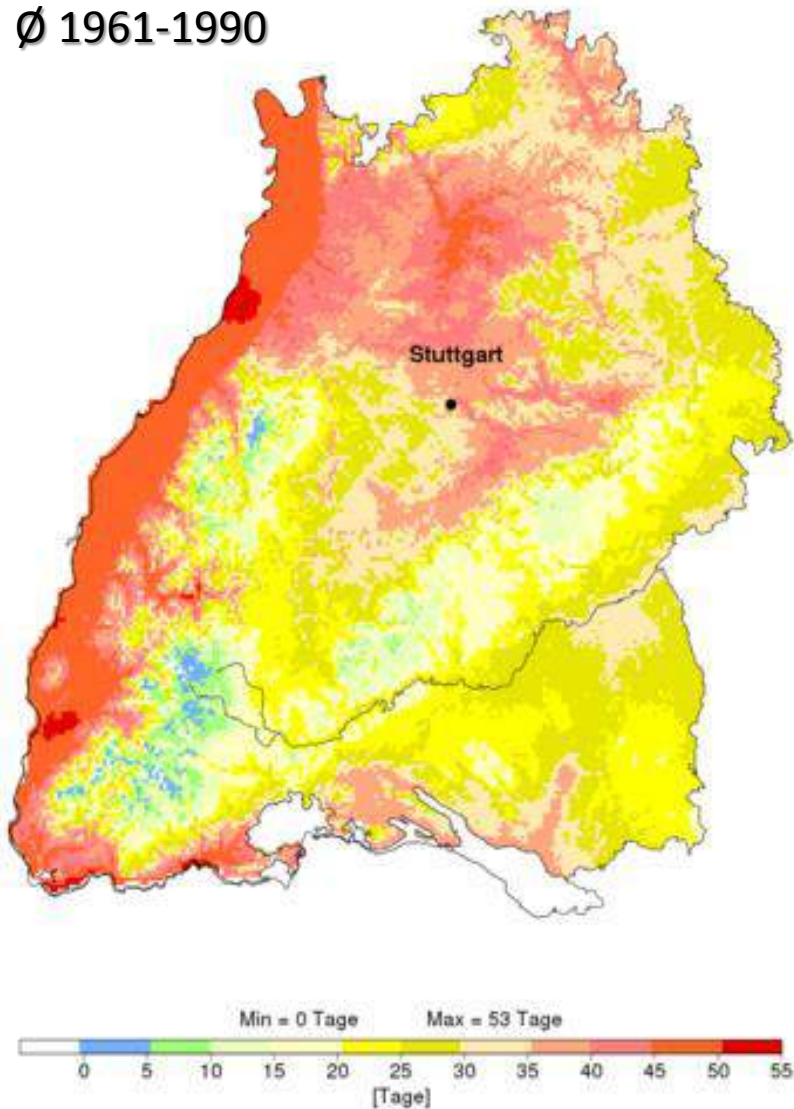 Ø 1961-1990
Stuttgart
Min = 0 Tage Max = 53 Tage
0 5 10 15 20 25 30 35 40 45 50 55
[Tage]